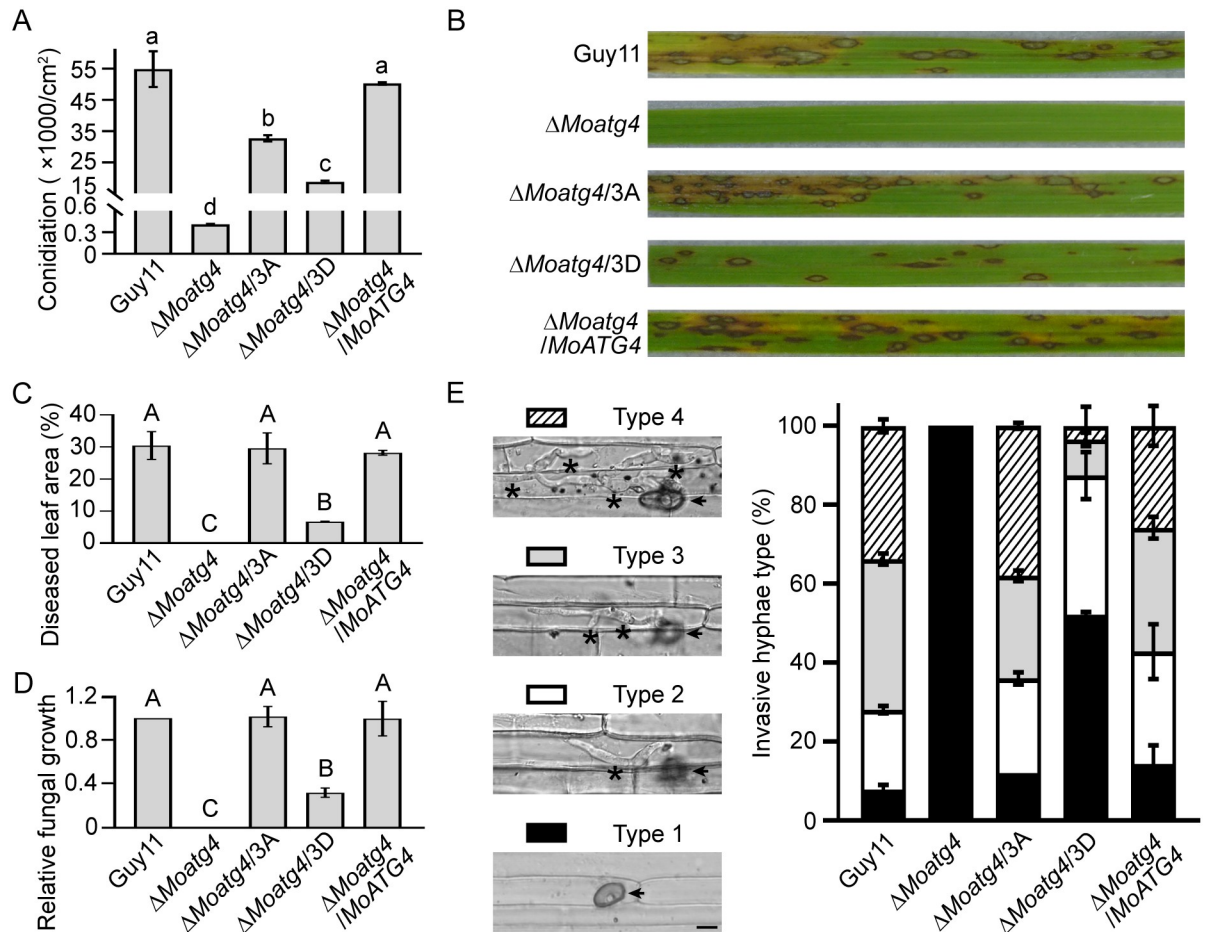 A
Conidiation ( ×1000/cm²)
55
45
35
25
15
0.6
0.3
0
a
d
b
c
a
Guy11
ΔMoatg4
ΔMoatg4/3A
ΔMoatg4/3D
ΔMoatg4
/MoATG4
B
Guy11
ΔMoatg4
ΔMoatg4/3A
ΔMoatg4/3D
ΔMoatg4
/MoATG4
C
Diseased leaf area (%)
40
30
20
10
0
A
C
A
B
A
Guy11
ΔMoatg4
ΔMoatg4/3A
ΔMoatg4/3D
ΔMoatg4
/MoATG4
D
Relative fungal growth
1.2
0.8
0.4
0
A
C
A
B
A
Guy11
ΔMoatg4
ΔMoatg4/3A
ΔMoatg4/3D
ΔMoatg4
/MoATG4
E
Type 4
* * * *
Type 3
* *
Type 2
*
Type 1
Invasive hyphae type (%)
100
80
60
40
20
0
Guy11
ΔMoatg4
ΔMoatg4/3A
ΔMoatg4/3D
ΔMoatg4
/MoATG4